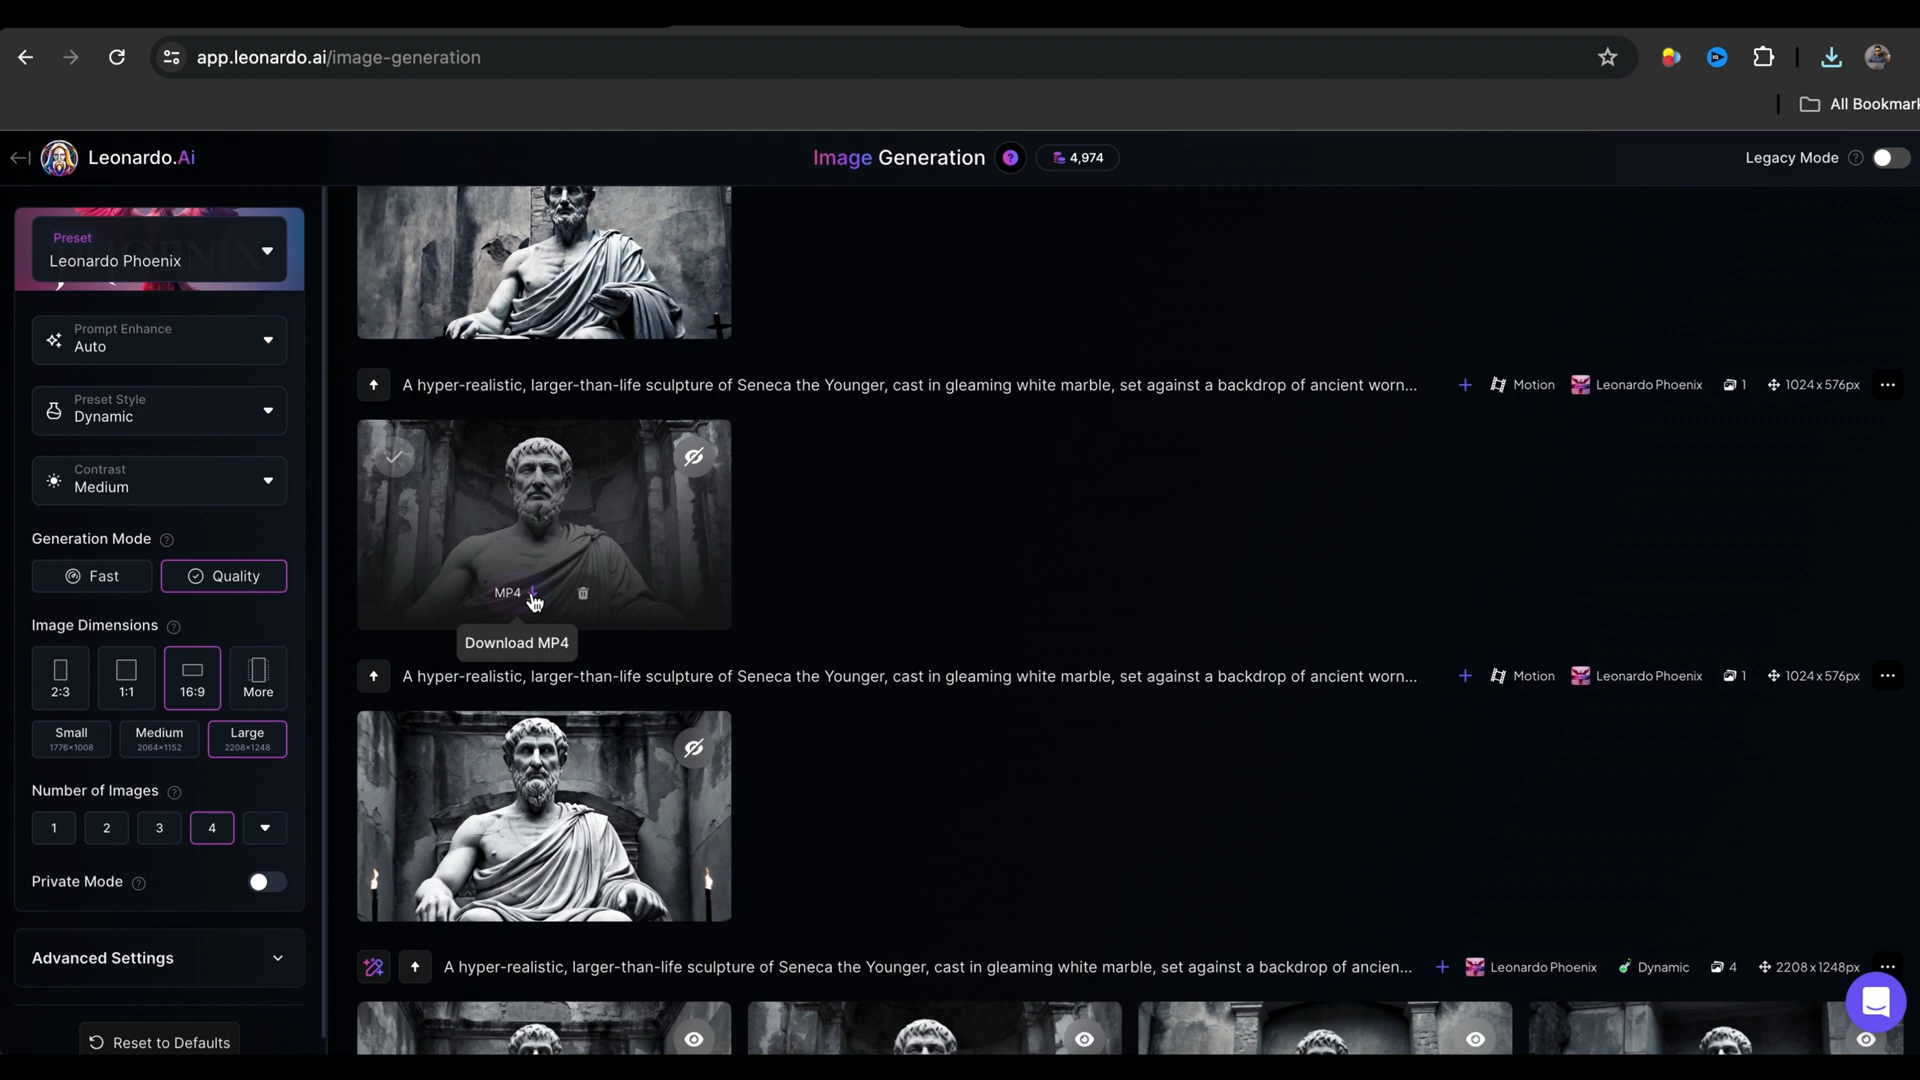 app.leonardo.ai/image-generation
All Bookmark
Leonardo.Ai
Image Generation
4,974
Legacy Mode
Preset
Leonardo Phoenix
Prompt Enhance
Auto
Preset Style
Dynamic
Contrast
Medium
Generation Mode
Fast
Quality
Image Dimensions
2:3
1:1
16:9
More
Small
1776×1008
Medium
2064×1152
Large
2208×1248
Number of Images
1
2
3
4
Private Mode
Advanced Settings
Reset to Defaults
A hyper-realistic, larger-than-life sculpture of Seneca the Younger, cast in gleaming white marble, set against a backdrop of ancient worn...
Motion
Leonardo Phoenix
1
1024 x 576px
MP4
Download MP4
A hyper-realistic, larger-than-life sculpture of Seneca the Younger, cast in gleaming white marble, set against a backdrop of ancient worn...
Motion
Leonardo Phoenix
1
1024 x 576px
A hyper-realistic, larger-than-life sculpture of Seneca the Younger, cast in gleaming white marble, set against a backdrop of ancien...
Leonardo Phoenix
Dynamic
4
2208 x 1248px